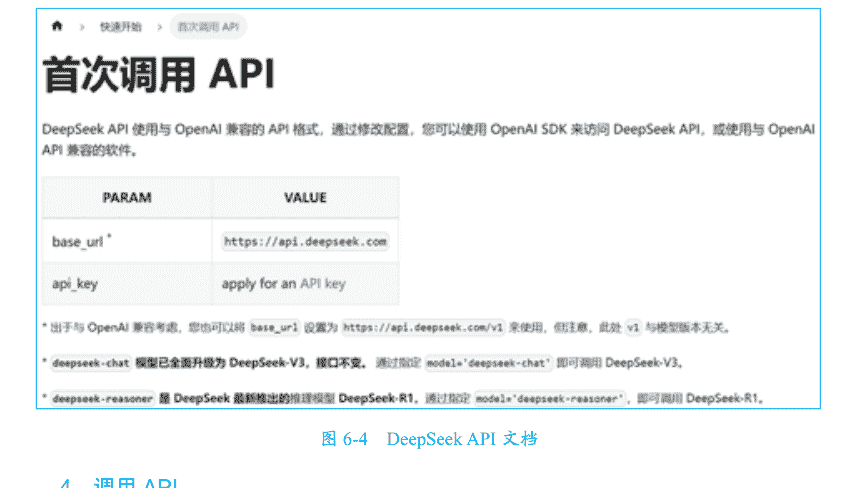 快速开始 > 首次调用 API
首次调用 API
DeepSeek API 使用与 OpenAI 兼容的 API 格式，通过修改配置，您可以使用 OpenAI SDK 来访问 DeepSeek API，或使用与 OpenAI
API 兼容的软件。
PARAM VALUE
base_url * https://api.deepseek.com
api_key apply for an API key
* 出于与 OpenAI 兼容考虑，您也可以将 base_url 设置为 https://api.deepseek.com/v1 来使用，但注意，此处 v1 与模型版本无关。
* deepseek-chat 模型已全面升级为 DeepSeek-V3，接口不变。 通过指定 model='deepseek-chat' 即可调用 DeepSeek-V3。
* deepseek-reasoner 是 DeepSeek 最新推出的推理模型 DeepSeek-R1。通过指定 model='deepseek-reasoner'，即可调用 DeepSeek-R1。
图 6-4 DeepSeek API 文档
4 调用 API